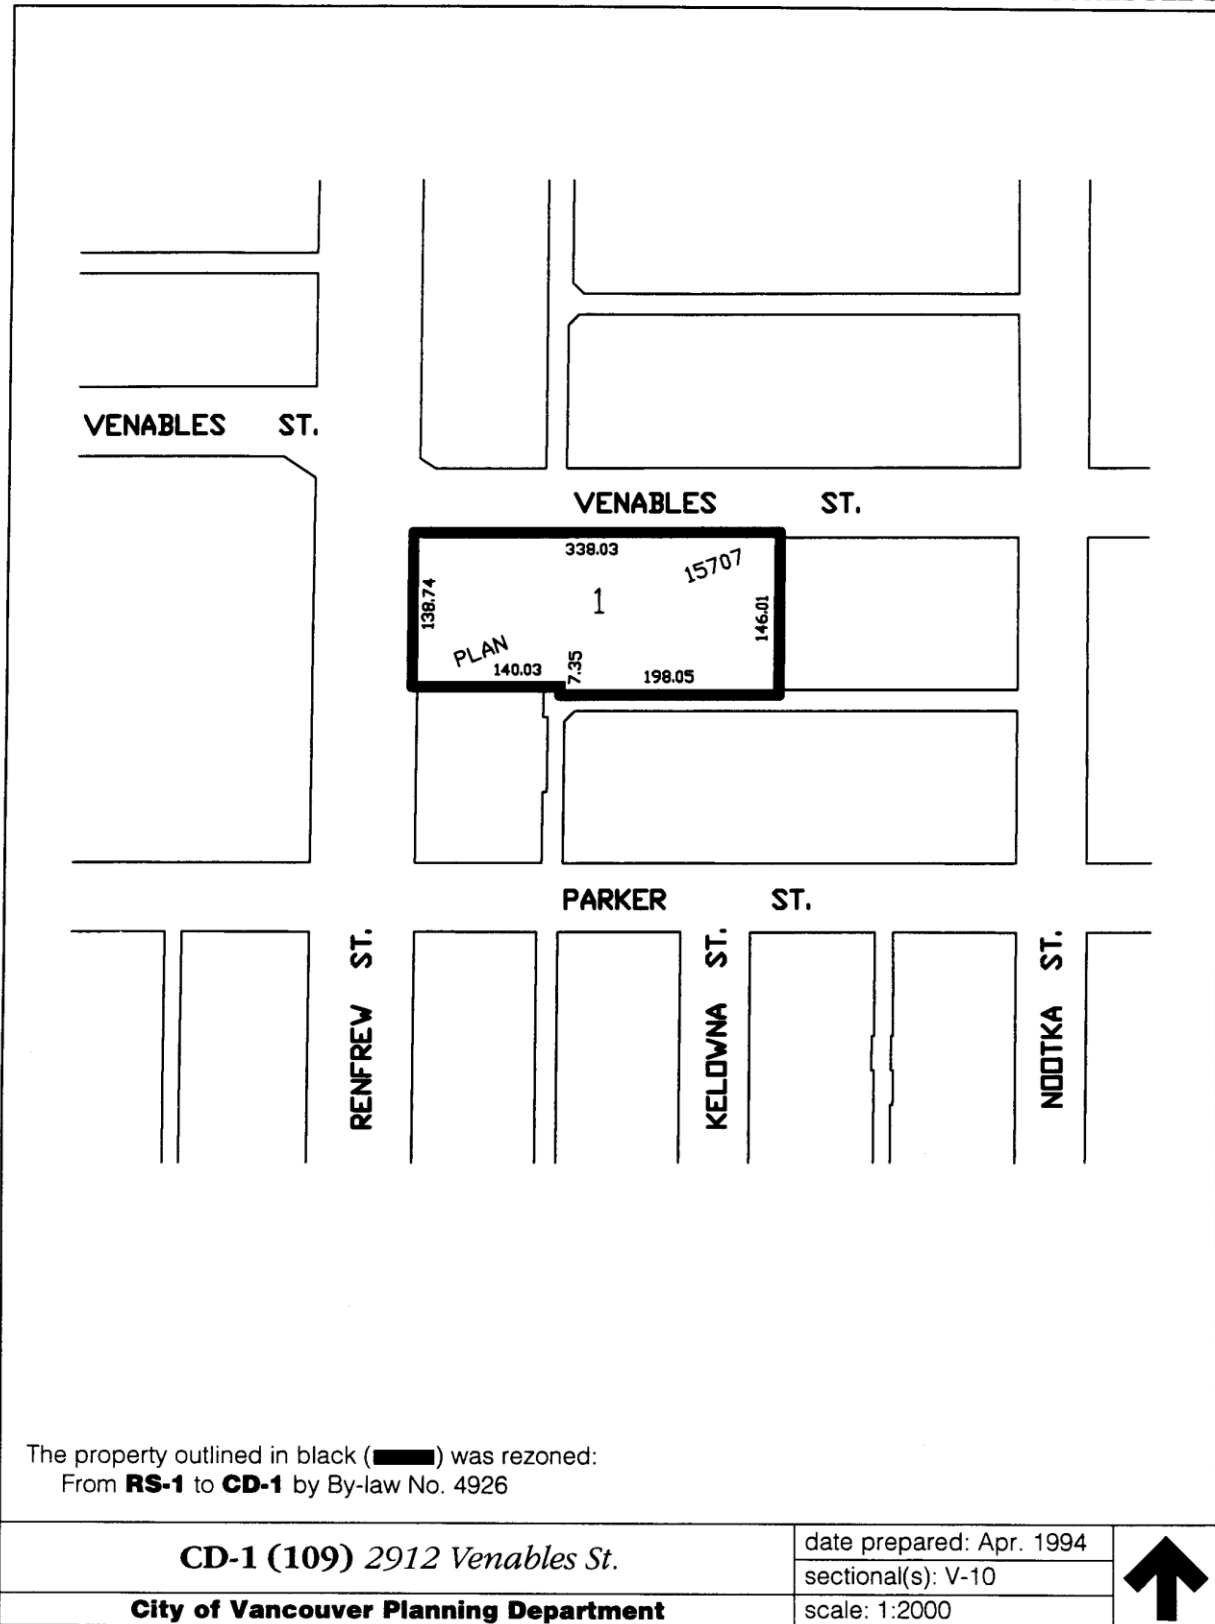 VENABLES ST.
VENABLES ST.
338.03
15707
138.74
1
146.01
PLAN
140.03
7.35
198.05
PARKER ST.
RENFREW ST.
KELOWNA ST.
NOOTKA ST.
The property outlined in black ( ) was rezoned:
From RS-1 to CD-1 by By-law No. 4926
CD-1 (109) 2912 Venables St.
date prepared: Apr. 1994
sectional(s): V-10
City of Vancouver Planning Department
scale: 1:2000